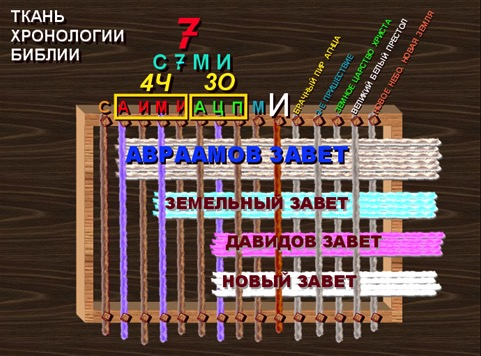 ТКАНЬ
ХРОНОЛОГИИ
БИБЛИИ
7
С 7 М И
4Ч 3О
С А И М И А Ц П М И
БРАЧНЫЙ ПИР АГНЦА
ПРИШЕСТВИЕ
ЗЕМНОЕ ЦАРСТВО ХРИСТА
ВЕЛИКИЙ БЕЛЫЙ ПРЕСТОЛ
НОВОЕ НЕБО, НОВАЯ ЗЕМЛЯ
АВРААМОВ ЗАВЕТ
ЗЕМЕЛЬНЫЙ ЗАВЕТ
ДАВИДОВ ЗАВЕТ
НОВЫЙ ЗАВЕТ